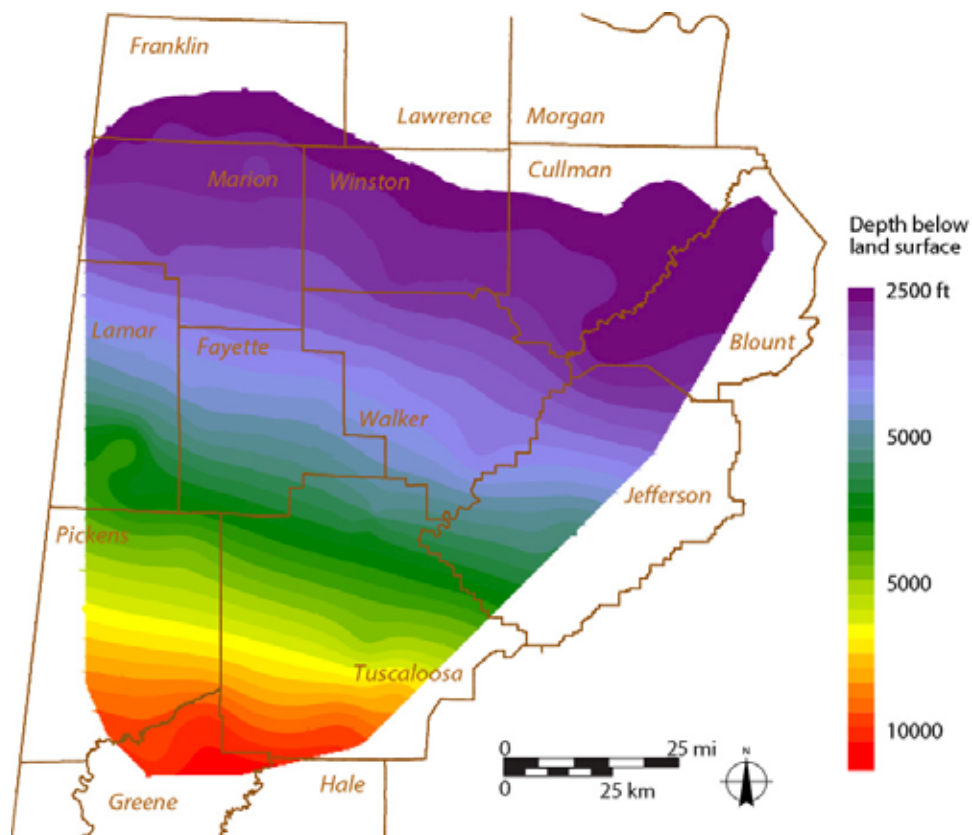 Franklin
Lawrence
Morgan
Marion
Winston
Cullman
Depth below
land surface
2500 ft
Lamar
Fayette
Blount
Walker
5000
Jefferson
Pickens
5000
Tuscaloosa
10000
0
25 mi
N
0
25 km
Greene
Hale